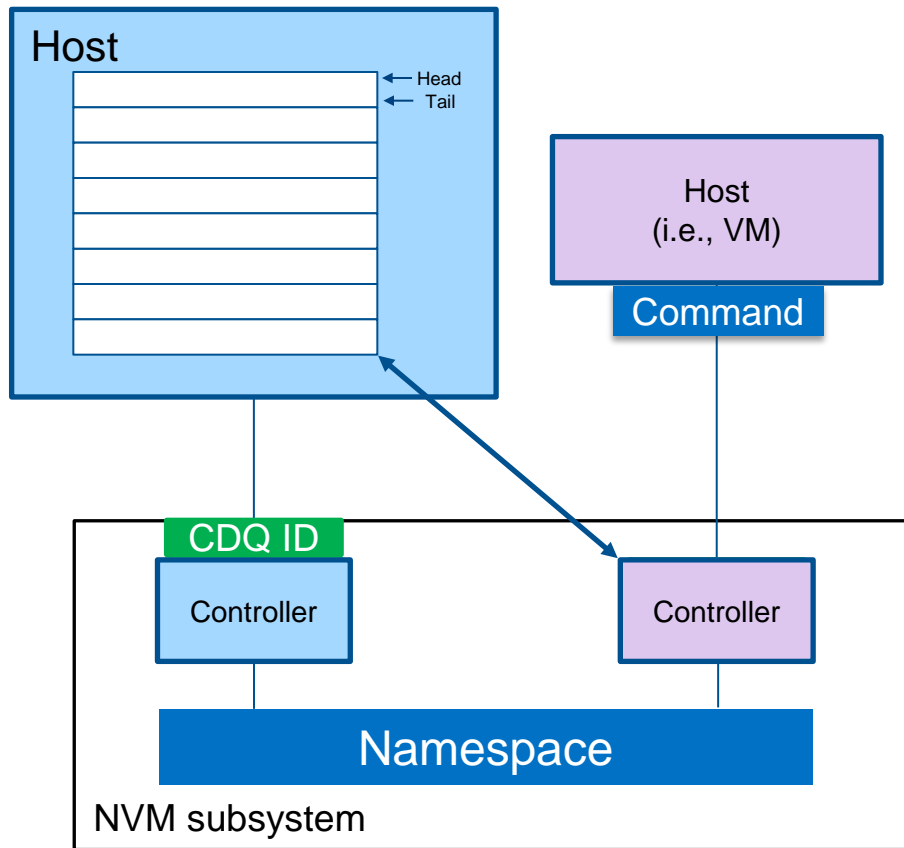 Host
Head
Tail
Host
(i.e., VM)
Command
CDQ ID
Controller
Controller
Namespace
NVM subsystem